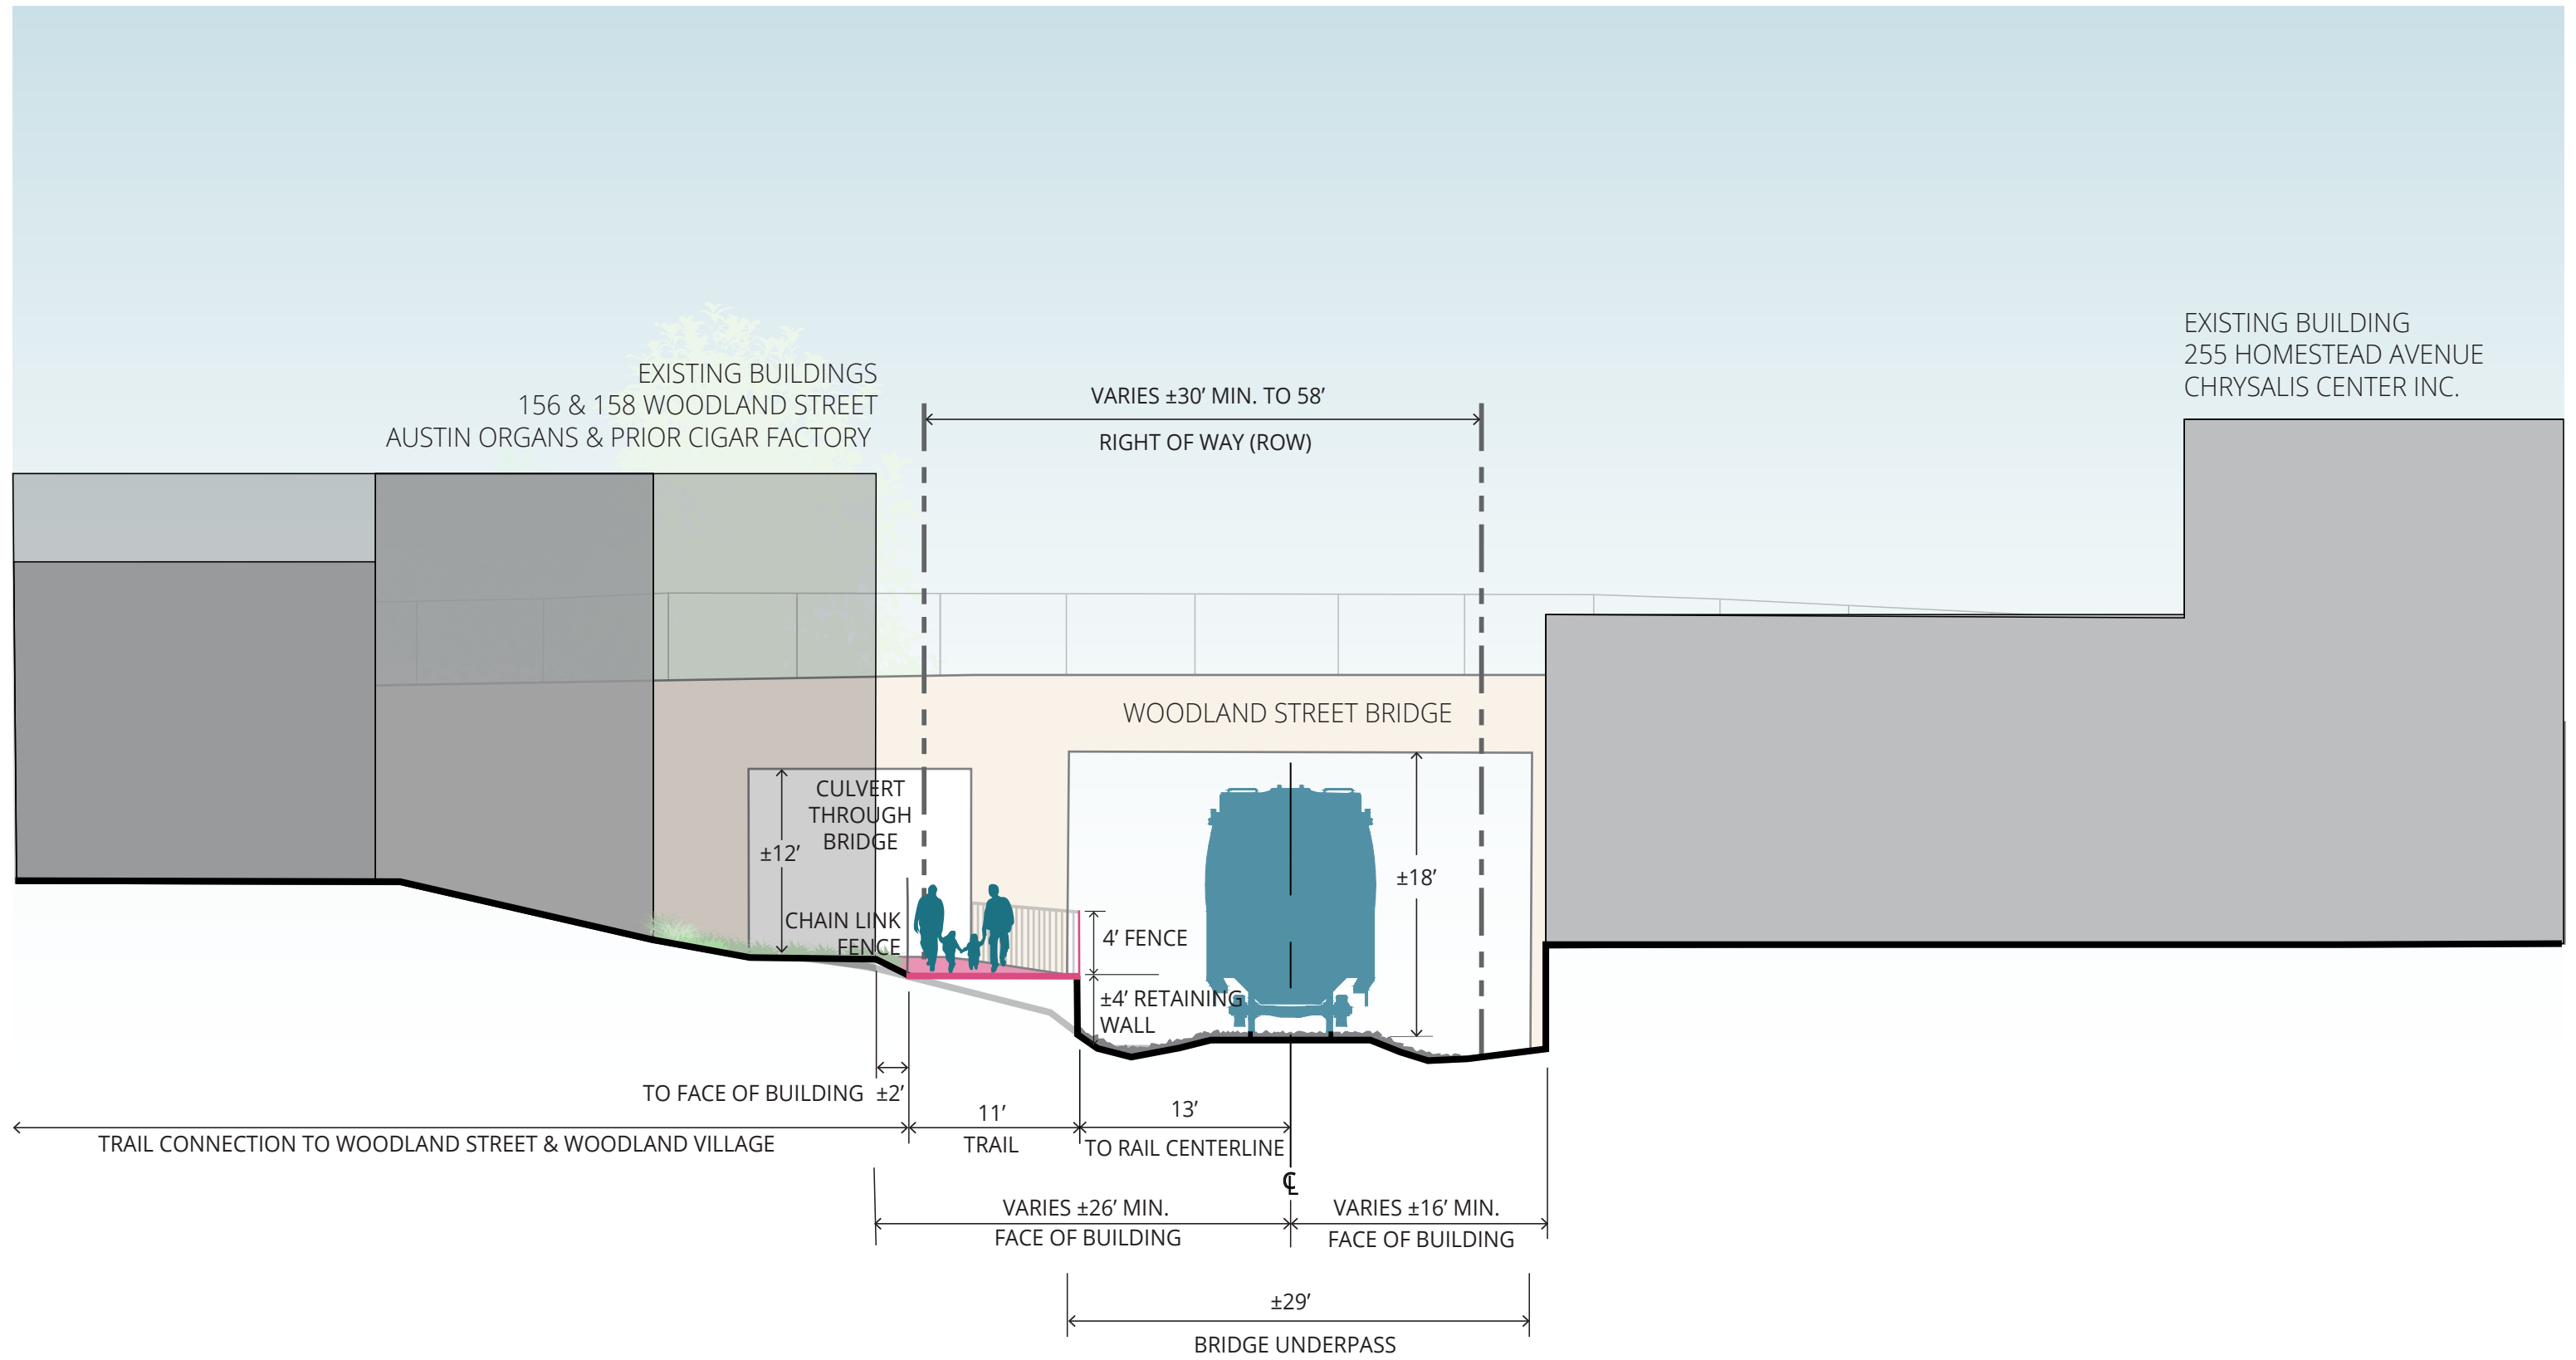 EXISTING BUILDING
255 HOMESTEAD AVENUE
CHRYSALIS CENTER INC.
EXISTING BUILDINGS
156 & 158 WOODLAND STREET
AUSTIN ORGANS & PRIOR CIGAR FACTORY
VARIES ±30’ MIN. TO 58’
RIGHT OF WAY (ROW)
WOODLAND STREET BRIDGE
CULVERT
THROUGH
BRIDGE
±12’
±18’
CHAIN LINK
FENCE
4’ FENCE
±4’ RETAINING
WALL
TO FACE OF BUILDING ±2’
11’
13’
TRAIL CONNECTION TO WOODLAND STREET & WOODLAND VILLAGE
TRAIL
TO RAIL CENTERLINE
℄
VARIES ±26’ MIN.
FACE OF BUILDING
VARIES ±16’ MIN.
FACE OF BUILDING
±29’
BRIDGE UNDERPASS